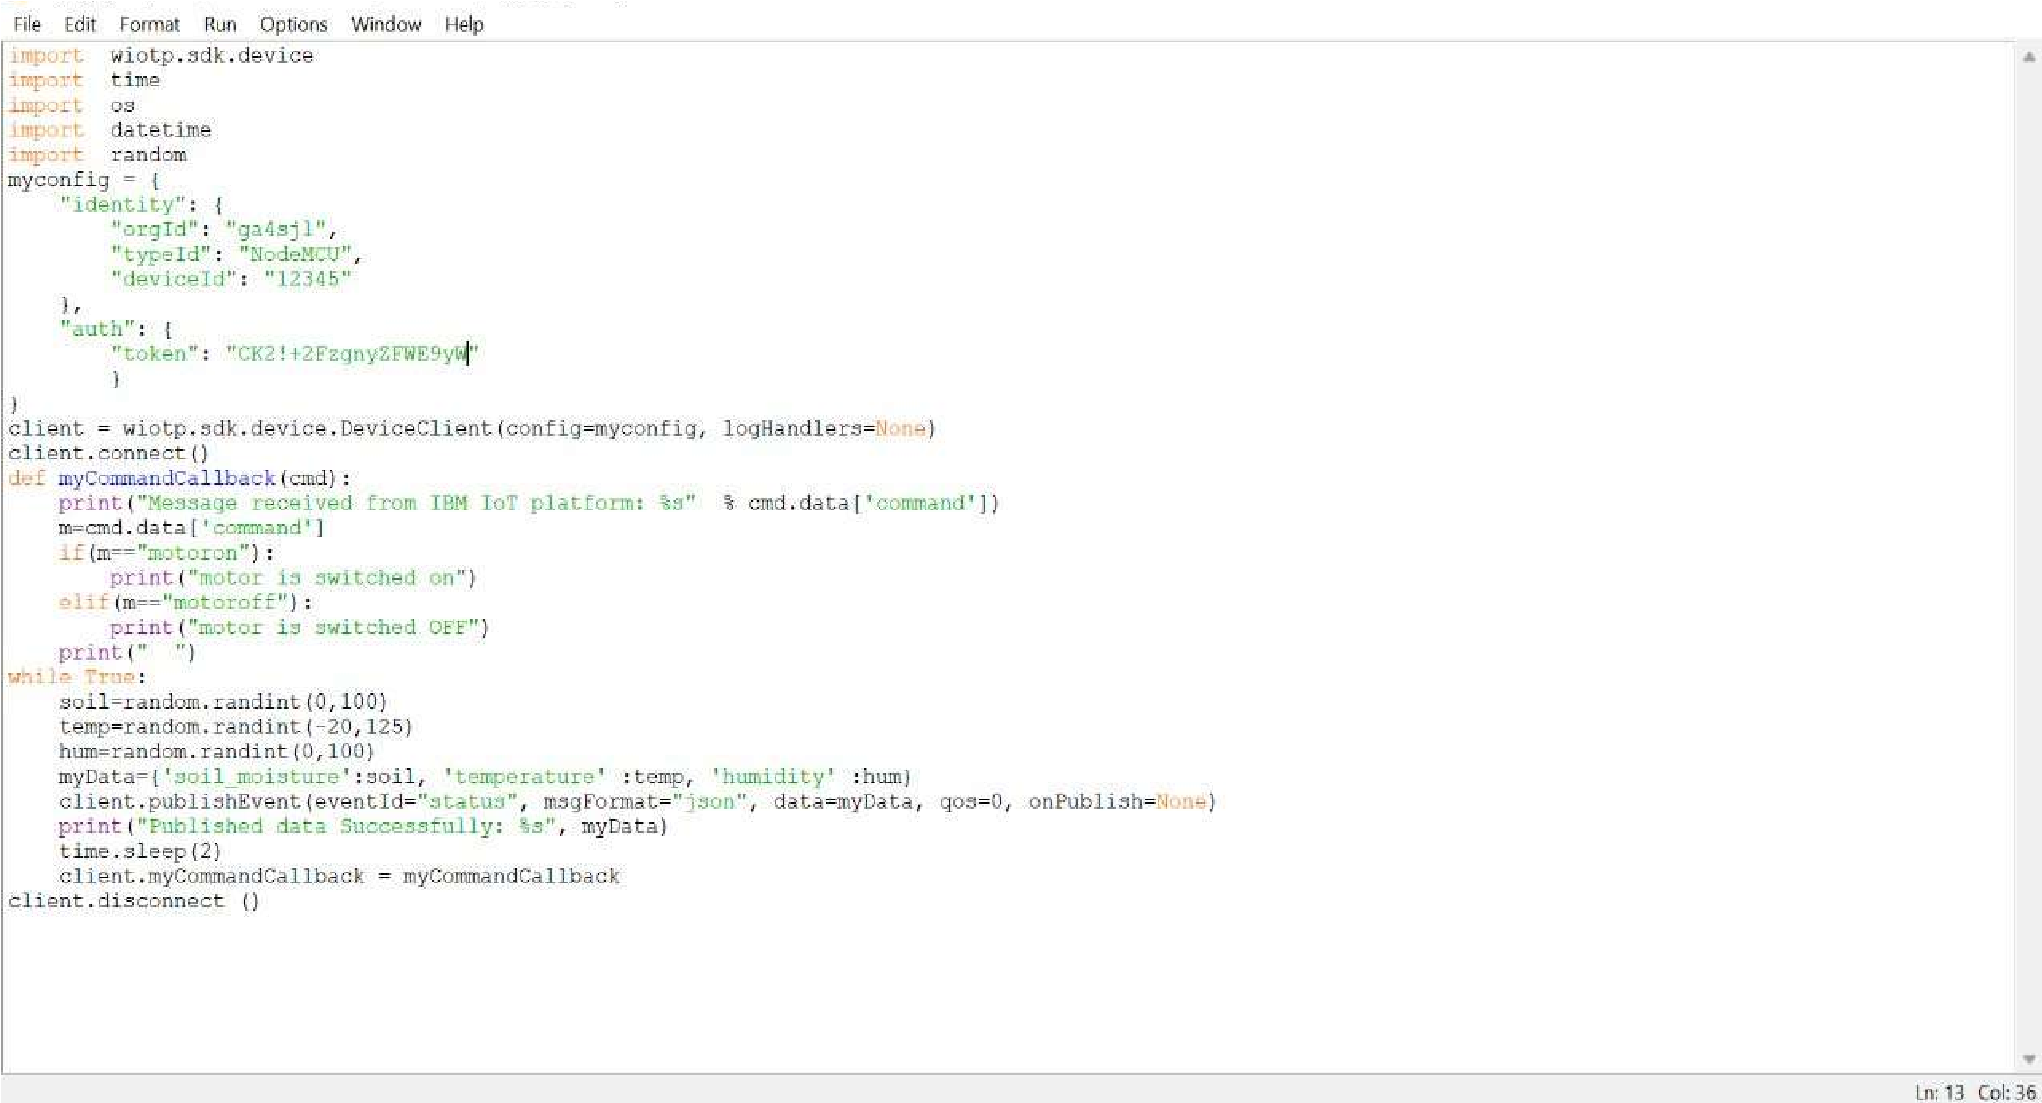 File Edit Format Run Options Window Help
import wiotp.sdk.device
import time
import os
import datetime
import random
myconfig = {
    "identity": {
        "orgId": "ga4sjl",
        "typeId": "NodeMCU",
        "deviceId": "12345"
    },
    "auth": {
        "token": "CK2!+2FzgnyZFWE9yW"
        }
}
client = wiotp.sdk.device.DeviceClient(config=myconfig, logHandlers=None)
client.connect()
def myCommandCallback(cmd):
    print("Message received from IBM IoT platform: %s"  % cmd.data['command'])
    m=cmd.data['command']
    if(m=="motoron"):
        print("motor is switched on")
    elif(m=="motoroff"):
        print("motor is switched OFF")
    print("  ")
while True:
    soil=random.randint(0,100)
    temp=random.randint(-20,125)
    hum=random.randint(0,100)
    myData={'soil_moisture':soil, 'temperature' :temp, 'humidity' :hum}
    client.publishEvent(eventId="status", msgFormat="json", data=myData, qos=0, onPublish=None)
    print("Published data Successfully: %s", myData)
    time.sleep(2)
    client.myCommandCallback = myCommandCallback
client.disconnect ()
Ln: 13 Col: 36